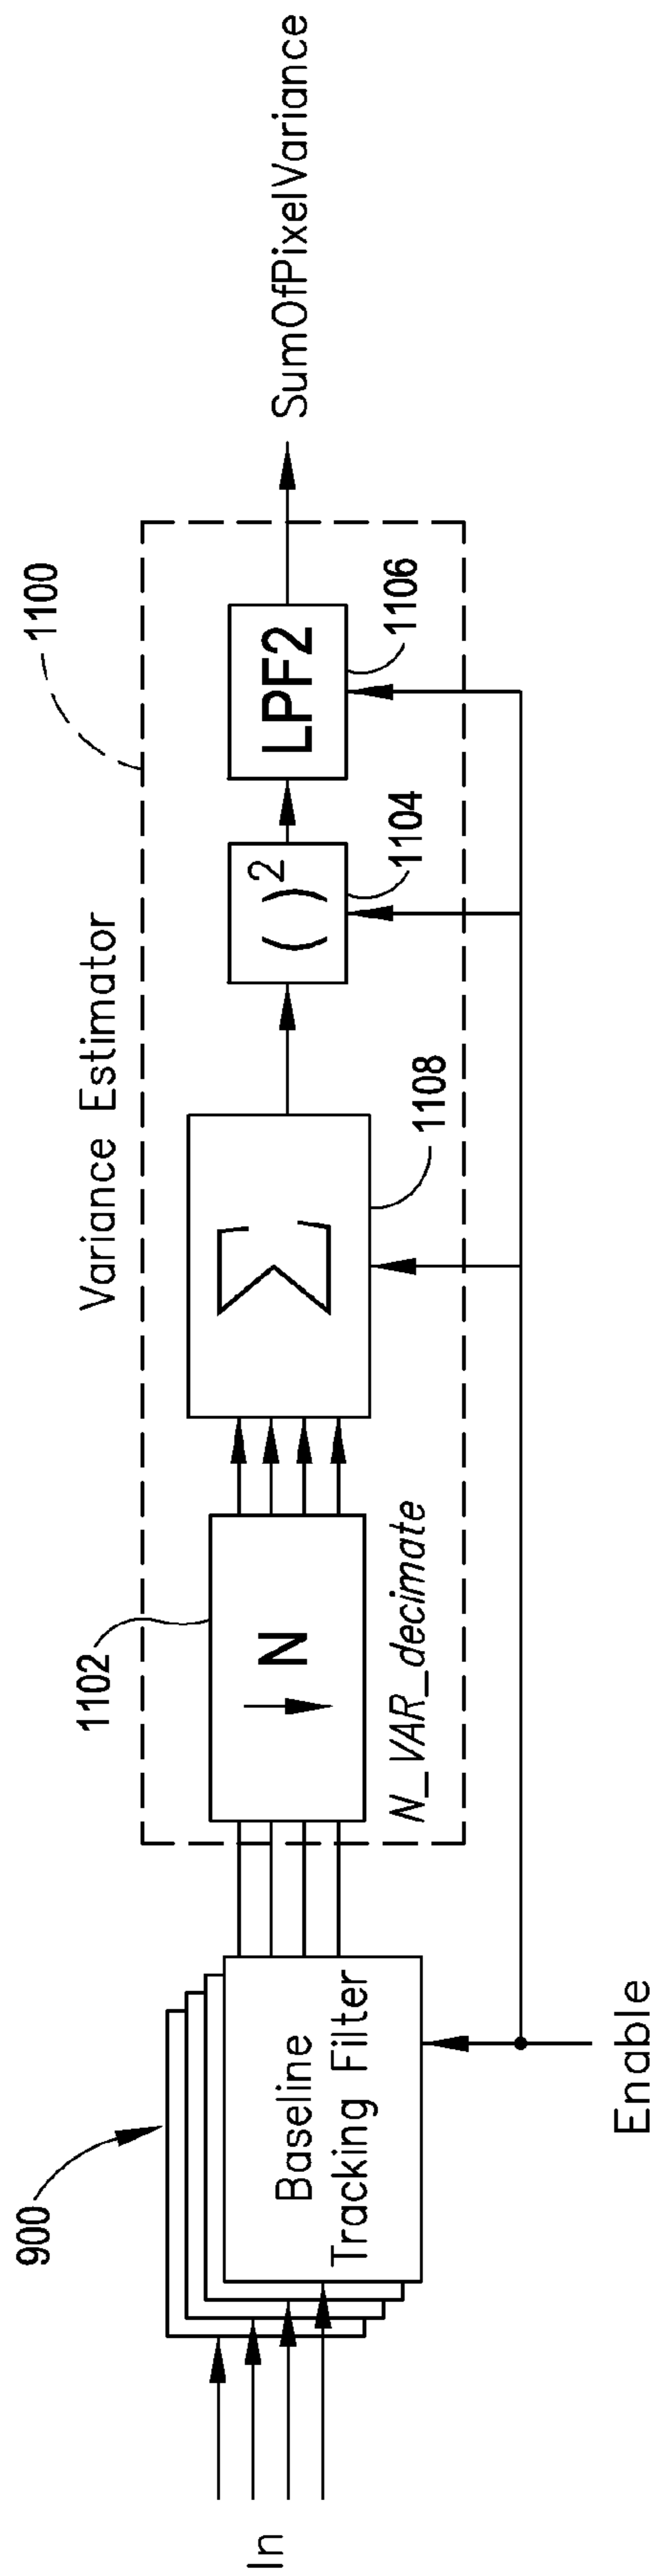 In
900
Baseline
Tracking Filter
Enable
Variance Estimator
1100
1102
↓ N
N_VAR_decimate
Σ
1108
( )²
1104
LPF2
1106
SumOfPixelVariance